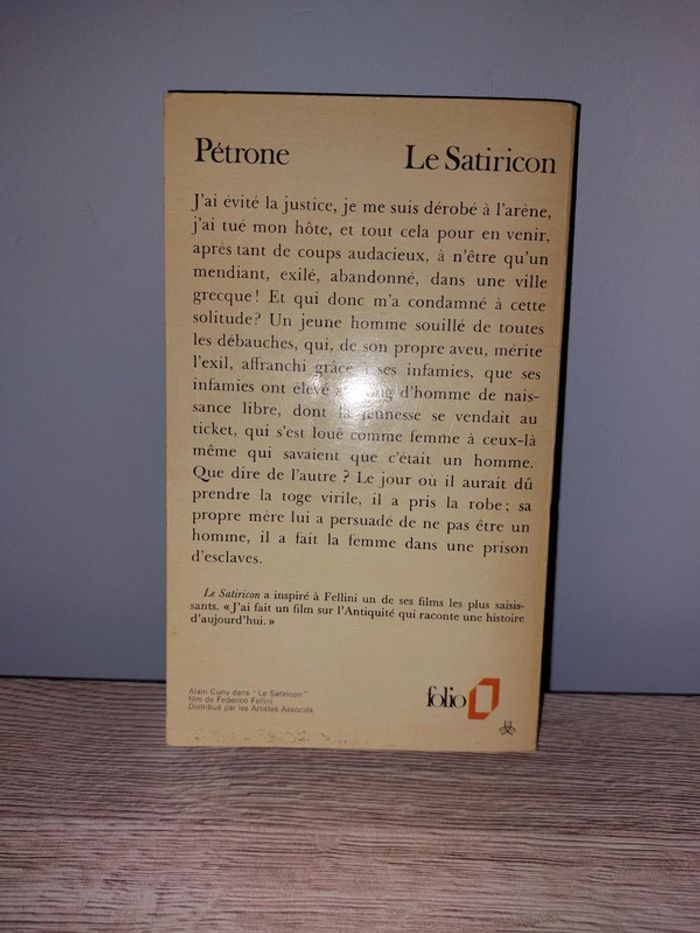 Pétrone Le Satiricon
J'ai évité la justice, je me suis dérobé à l'arène,
j'ai tué mon hôte, et tout cela pour en venir,
après tant de coups audacieux, à n'être qu'un
mendiant, exilé, abandonné, dans une ville
grecque! Et qui donc m'a condamné à cette
solitude? Un jeune homme souillé de toutes
les débauches, qui, de son propre aveu, mérite
l'exil, affranchi grâce à ses infamies, que ses
infamies ont élevé rang d'homme de nais-
sance libre, dont la jeunesse se vendait au
ticket, qui s'est loué comme femme à ceux-là
même qui savaient que c'était un homme.
Que dire de l'autre ? Le jour où il aurait dû
prendre la toge virile, il a pris la robe; sa
propre mère lui a persuadé de ne pas être un
homme, il a fait la femme dans une prison
d'esclaves.
Le Satiricon a inspiré à Fellini un de ses films les plus saisis-
sants. « J'ai fait un film sur l'Antiquité qui raconte une histoire
d'aujourd'hui. »
Alain Cuny dans "Le Satiricon"
film de Federico Fellini.
Distribué par les Artistes Associés.
folio